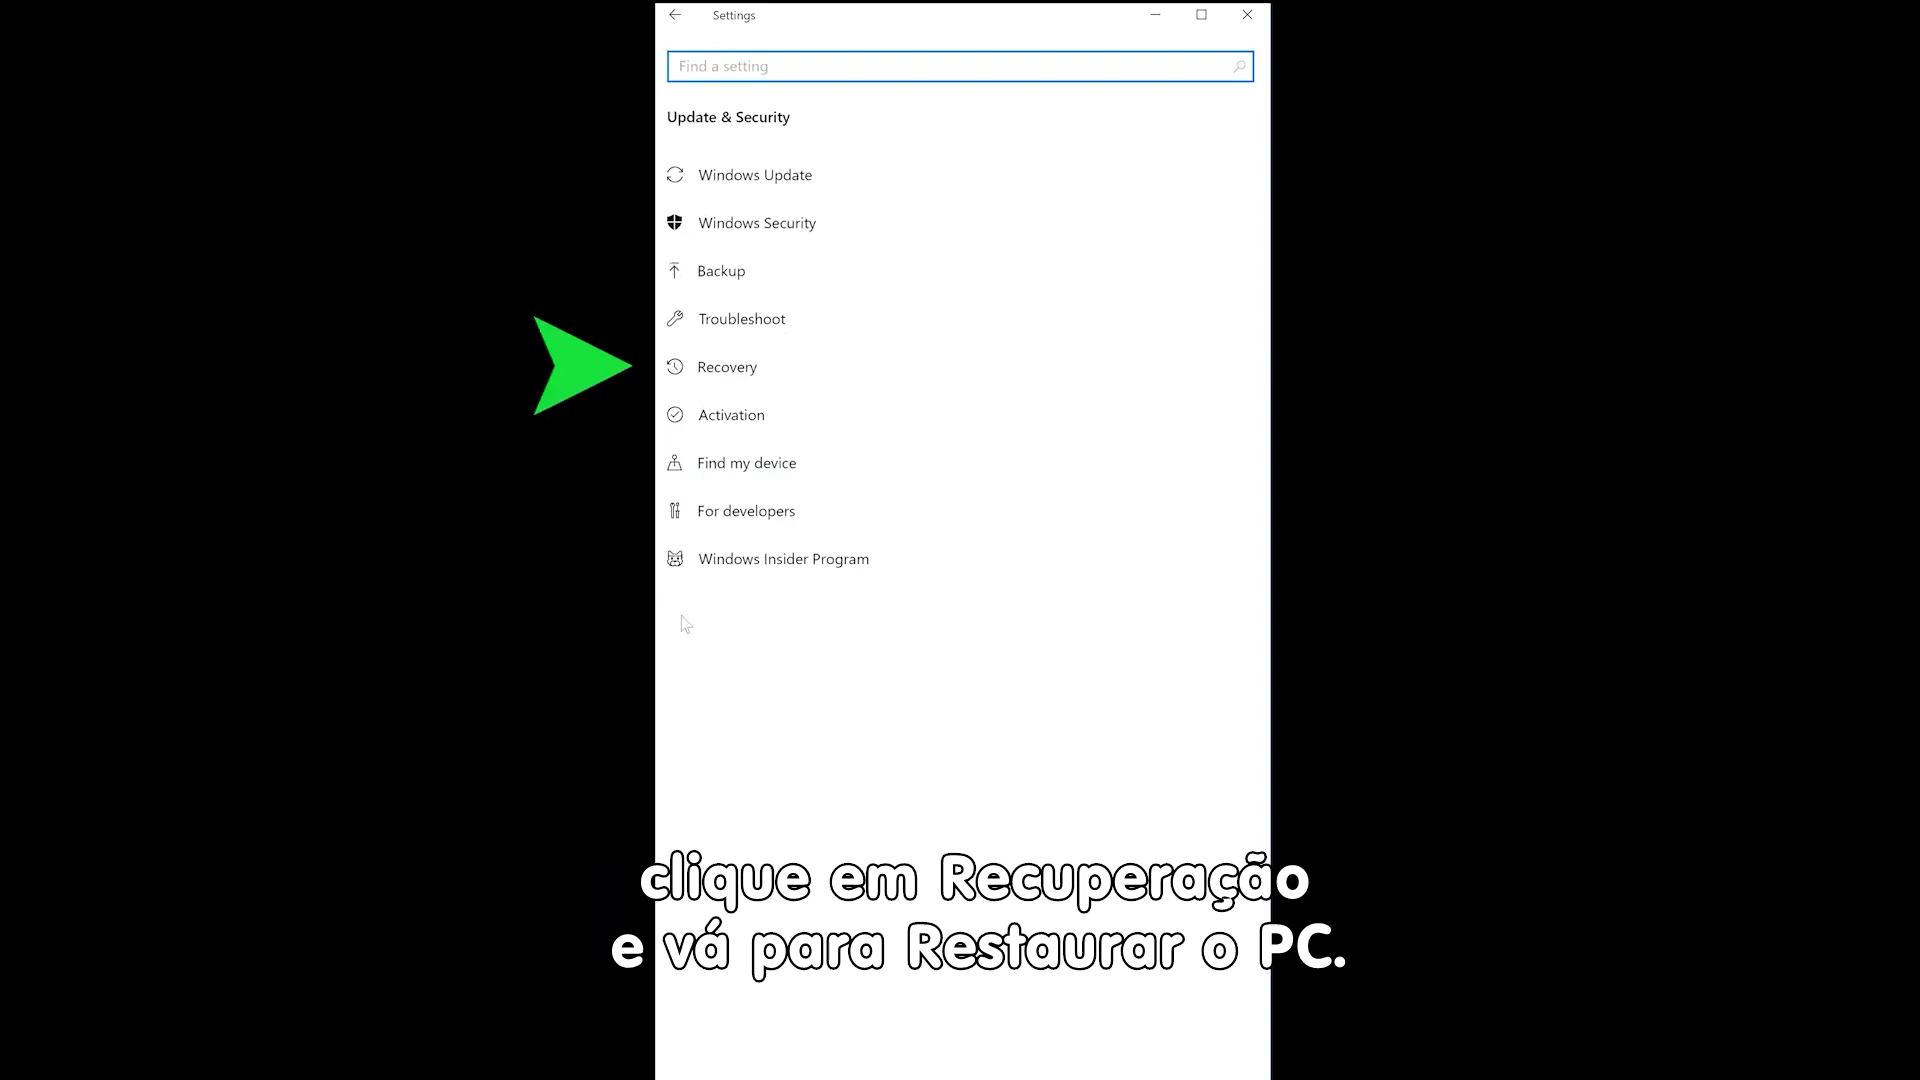 Settings
Find a setting
Update & Security
Windows Update
Windows Security
Backup
Troubleshoot
Recovery
Activation
Find my device
For developers
Windows Insider Program
clique em Recuperação
e vá para Restaurar o PC.